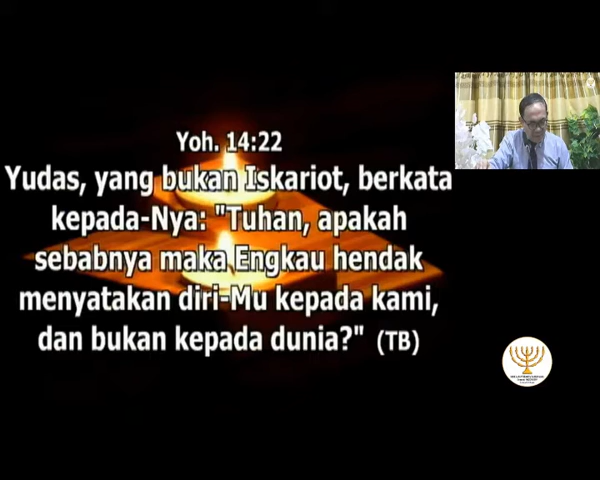 Yoh. 14:22
Yudas, yang bukan Iskariot, berkata
kepada-Nya: "Tuhan, apakah
sebabnya maka Engkau hendak
menyatakan diri-Mu kepada kami,
dan bukan kepada dunia?" (TB)